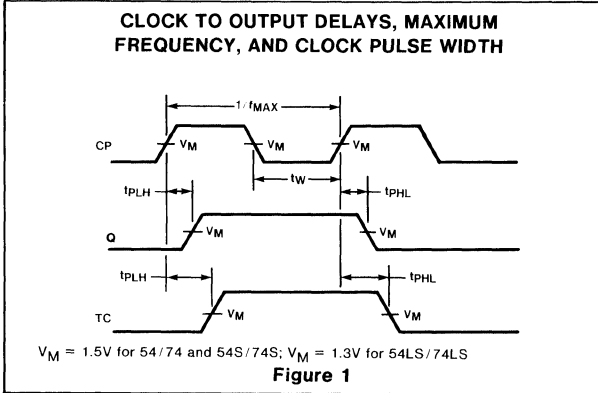 CLOCK TO OUTPUT DELAYS, MAXIMUM
FREQUENCY, AND CLOCK PULSE WIDTH
1/fMAX
CP
VM
VM
VM
tW
tPLH
tPHL
Q
VM
VM
tPLH
tPHL
TC
VM
VM
VM = 1.5V for 54/74 and 54S/74S; VM = 1.3V for 54LS/74LS
Figure 1